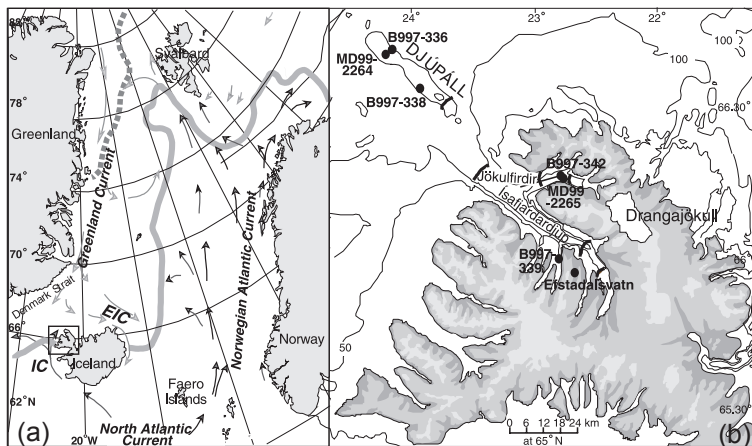 88°
Svalbard
78°
Greenland
74°
Greenland Current
70°
Denmark Strait
EIC
66°
Iceland
IC
Norwegian Atlantic Current
Norway
Faero
Islands
62°N
(a)
20°W
North Atlantic
Current
24
23
22
B997-336
MD99-
2264
DJÚPÁLL
B997-338
100
100
66.30
B997-342
Jökulfirdir
MD99
-2265
Ísafjardardjúp
Drangajökull
B997-
339
Efstadalsvatn
66
50
65.30
0 6 12 18 24 km
at 65°N
(b)